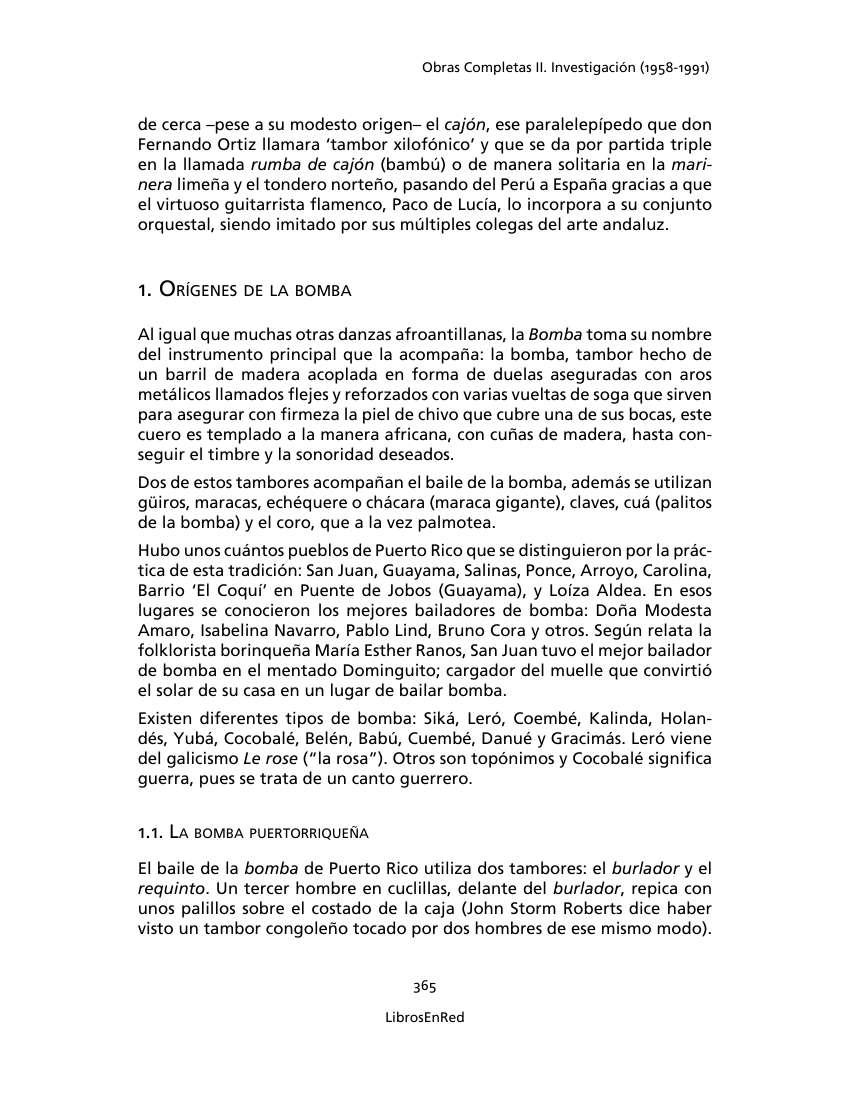 Obras Completas II. Investigación (1958-1991)
de cerca –pese a su modesto origen– el cajón, ese paralelepípedo que don
Fernando Ortiz llamara ‘tambor xilofónico’ y que se da por partida triple
en la llamada rumba de cajón (bambú) o de manera solitaria en la mari-
nera limeña y el tondero norteño, pasando del Perú a España gracias a que
el virtuoso guitarrista flamenco, Paco de Lucía, lo incorpora a su conjunto
orquestal, siendo imitado por sus múltiples colegas del arte andaluz.
1. Orígenes de la bomba
Al igual que muchas otras danzas afroantillanas, la Bomba toma su nombre
del instrumento principal que la acompaña: la bomba, tambor hecho de
un barril de madera acoplada en forma de duelas aseguradas con aros
metálicos llamados flejes y reforzados con varias vueltas de soga que sirven
para asegurar con firmeza la piel de chivo que cubre una de sus bocas, este
cuero es templado a la manera africana, con cuñas de madera, hasta con-
seguir el timbre y la sonoridad deseados.
Dos de estos tambores acompañan el baile de la bomba, además se utilizan
güiros, maracas, echéquere o chácara (maraca gigante), claves, cuá (palitos
de la bomba) y el coro, que a la vez palmotea.
Hubo unos cuántos pueblos de Puerto Rico que se distinguieron por la prác-
tica de esta tradición: San Juan, Guayama, Salinas, Ponce, Arroyo, Carolina,
Barrio ‘El Coquí’ en Puente de Jobos (Guayama), y Loíza Aldea. En esos
lugares se conocieron los mejores bailadores de bomba: Doña Modesta
Amaro, Isabelina Navarro, Pablo Lind, Bruno Cora y otros. Según relata la
folklorista borinqueña María Esther Ranos, San Juan tuvo el mejor bailador
de bomba en el mentado Dominguito; cargador del muelle que convirtió
el solar de su casa en un lugar de bailar bomba.
Existen diferentes tipos de bomba: Siká, Leró, Coembé, Kalinda, Holan-
dés, Yubá, Cocobalé, Belén, Babú, Cuembé, Danué y Gracimás. Leró viene
del galicismo Le rose (“la rosa”). Otros son topónimos y Cocobalé significa
guerra, pues se trata de un canto guerrero.
1.1. La bomba puertorriqueña
El baile de la bomba de Puerto Rico utiliza dos tambores: el burlador y el
requinto. Un tercer hombre en cuclillas, delante del burlador, repica con
unos palillos sobre el costado de la caja (John Storm Roberts dice haber
visto un tambor congoleño tocado por dos hombres de ese mismo modo).
365
LibrosEnRed